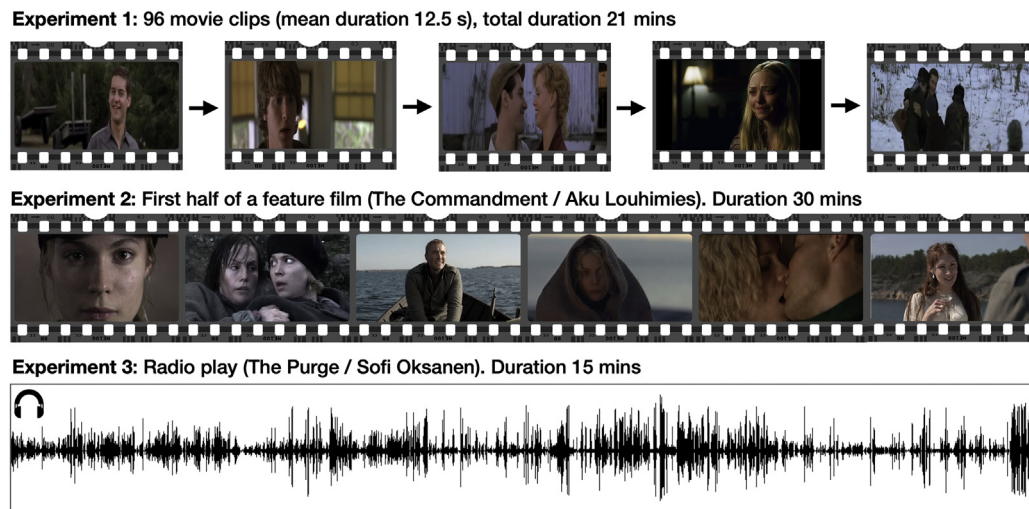 Experiment 1: 96 movie clips (mean duration 12.5 s), total duration 21 mins
Experiment 2: First half of a feature film (The Commandment / Aku Louhimies). Duration 30 mins
Experiment 3: Radio play (The Purge / Sofi Oksanen). Duration 15 mins